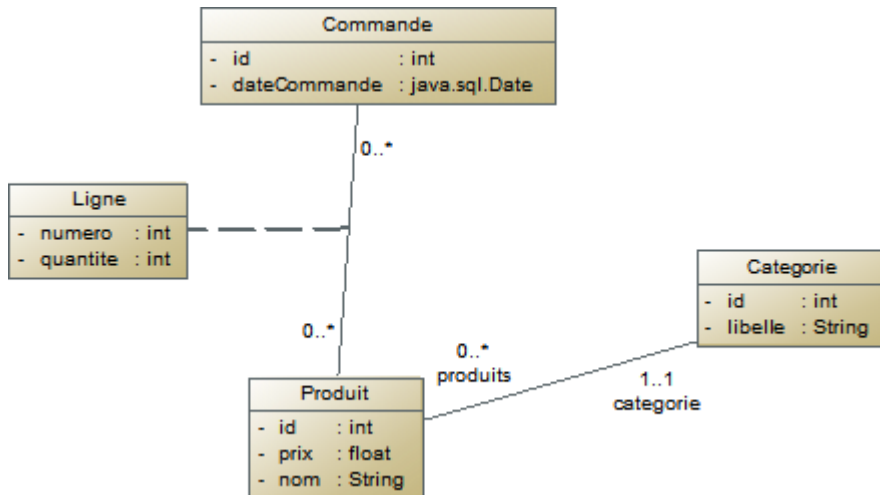 Commande
- id : int
- dateCommande : java.sql.Date
0..*
Ligne
- numero : int
- quantite : int
Categorie
- id : int
- libelle : String
0..*
0..*
produits
1..1
categorie
Produit
- id : int
- prix : float
- nom : String